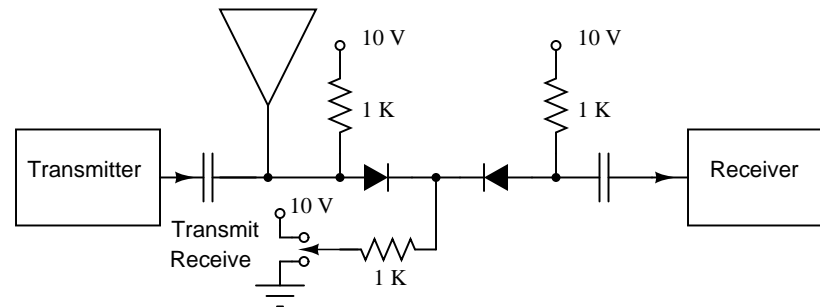 10 V
10 V
1 K
1 K
Transmitter
Receiver
10 V
Transmit
Receive
1 K